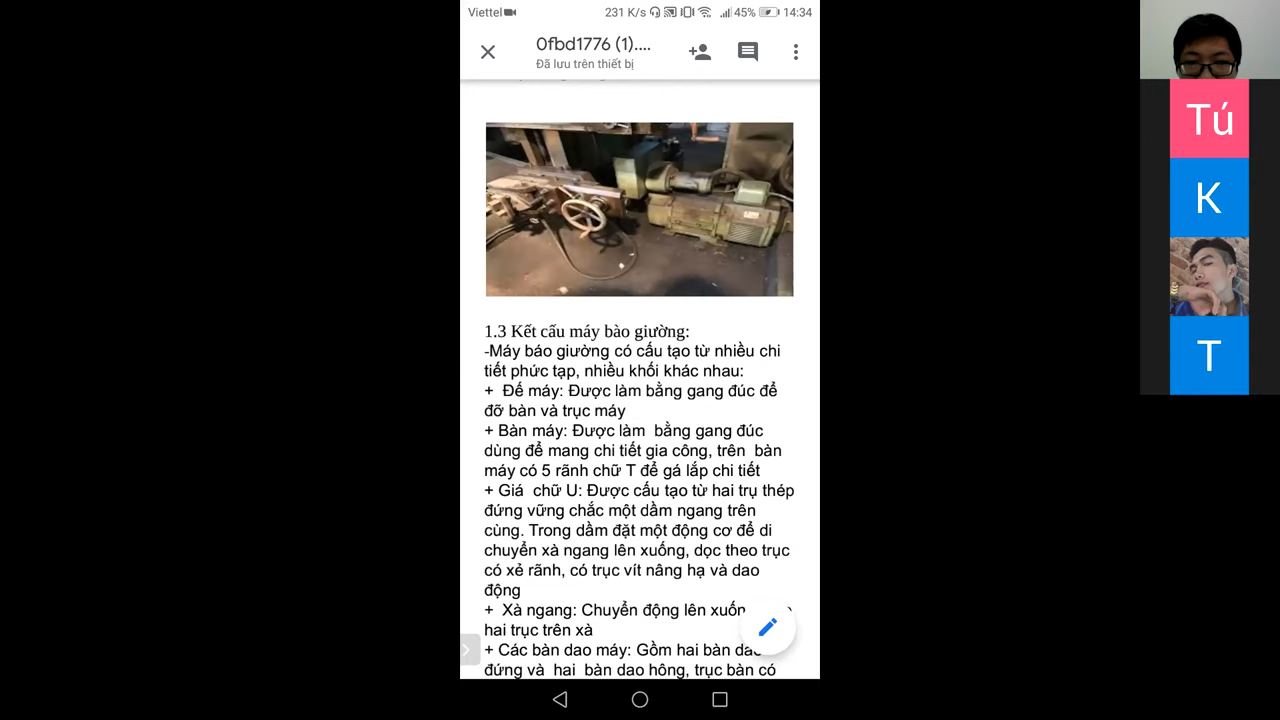 Viettel 231 K/s 45% 14:34
0fbd1776 (1)....
Đã lưu trên thiết bị
Tú
K
T
1.3 Kết cấu máy bào giường:
-Máy báo giường có cấu tạo từ nhiều chi
tiết phức tạp, nhiều khối khác nhau:
+ Đế máy: Được làm bằng gang đúc để
đỡ bàn và trục máy
+ Bàn máy: Được làm bằng gang đúc
dùng để mang chi tiết gia công, trên bàn
máy có 5 rãnh chữ T để gá lắp chi tiết
+ Giá chữ U: Được cấu tạo từ hai trụ thép
đứng vững chắc một dầm ngang trên
cùng. Trong dầm đặt một động cơ để di
chuyển xà ngang lên xuống, dọc theo trục
có xẻ rãnh, có trục vít nâng hạ và dao
động
+ Xà ngang: Chuyển động lên
hai trục trên xà
+ Các bàn dao máy: Gồm hai bàn
đứng và hai bàn dao hông, trục bàn có